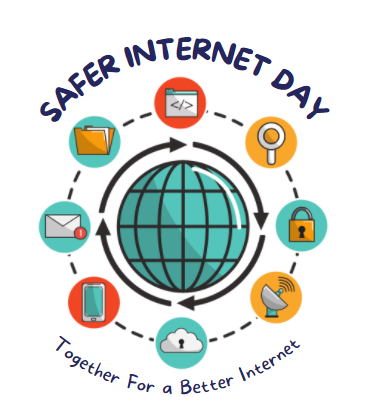 SAFER INTERNET DAY
</>
!
Together For a Better Internet